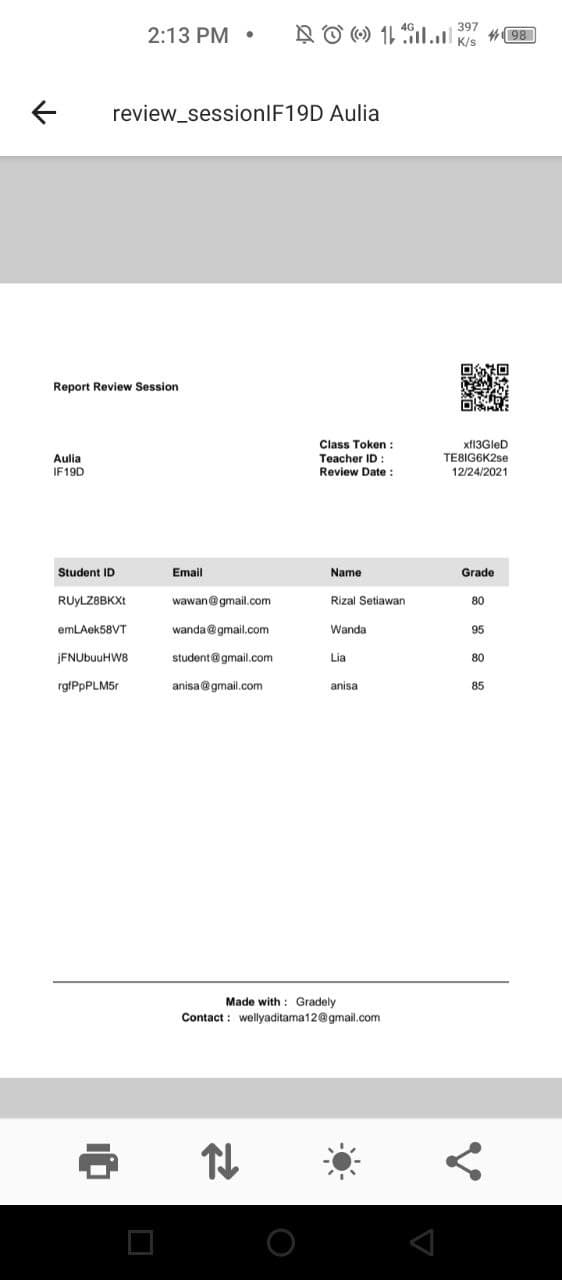 2:13 PM • 4G 397 K/s 98
review_sessionIF19D Aulia
Report Review Session
Class Token : xfI3GleD
Aulia Teacher ID : TE8IG6K2se
IF19D Review Date : 12/24/2021
Student ID Email Name Grade
RUyLZ8BKXt wawan@gmail.com Rizal Setiawan 80
emLAek58VT wanda@gmail.com Wanda 95
jFNUbuuHW8 student@gmail.com Lia 80
rgfPpPLM5r anisa@gmail.com anisa 85
Made with : Gradely
Contact : wellyaditama12@gmail.com